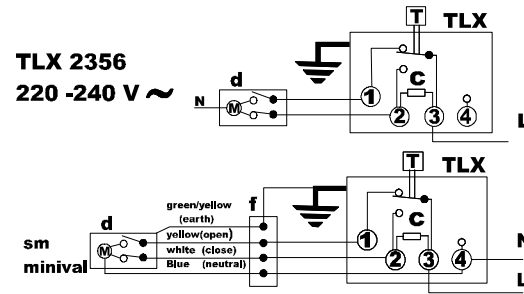 T TLX
TLX 2356
220 -240 V ~
d
N M
1 C 2 3 4
L
T TLX
green/yellow
(earth)
f
d
yellow(open)
sm
minival
M
white (close)
Blue (neutral)
1 C 2 3 4
N
L